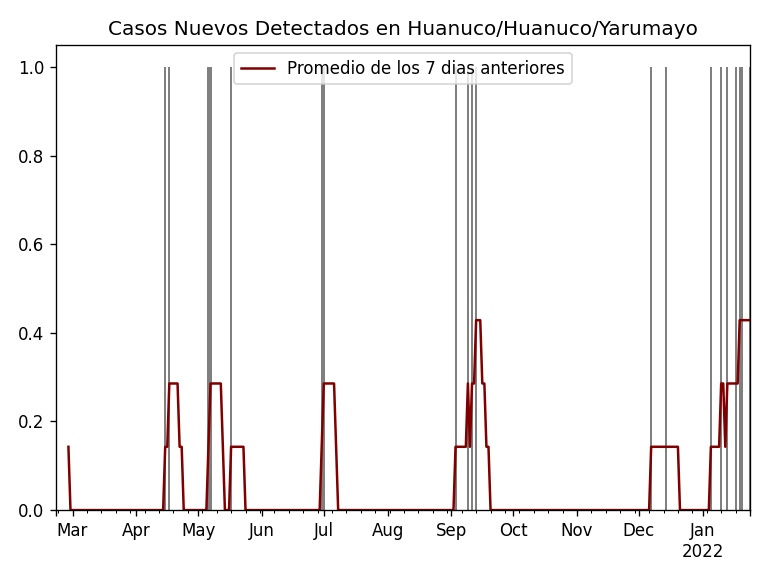 Casos Nuevos Detectados en Huanuco/Huanuco/Yarumayo
Promedio de los 7 dias anteriores
1.0
0.8
0.6
0.4
0.2
0.0
Mar Apr May Jun Jul Aug Sep Oct Nov Dec Jan
2022